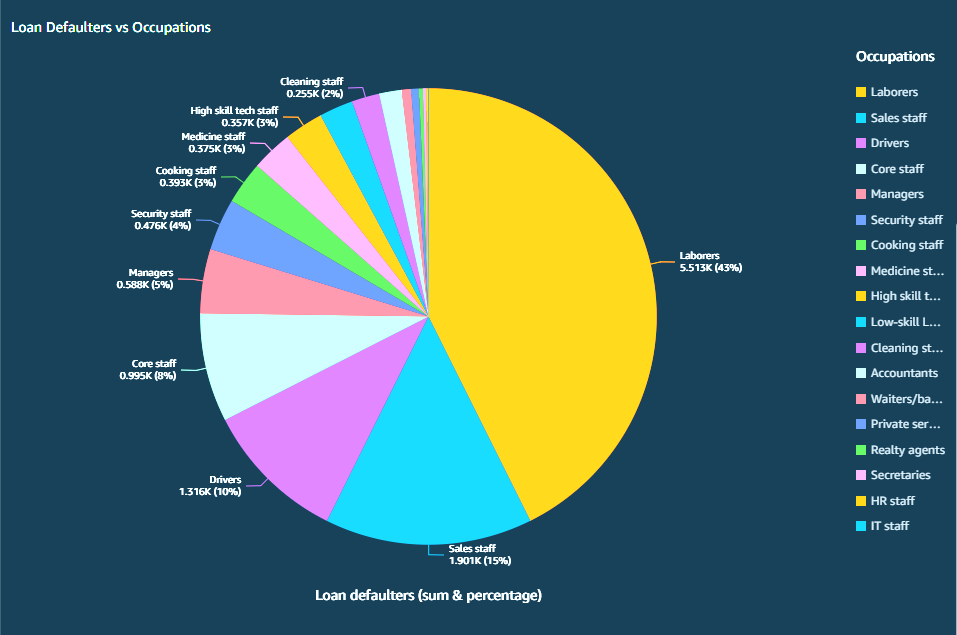 Loan Defaulters vs Occupations
Occupations
Laborers
Sales staff
Drivers
Core staff
Managers
Security staff
Cooking staff
Medicine st...
High skill t...
Low-skill L...
Cleaning st...
Accountants
Waiters/ba...
Private ser...
Realty agents
Secretaries
HR staff
IT staff
Cleaning staff
0.255K (2%)
High skill tech staff
0.357K (3%)
Medicine staff
0.375K (3%)
Cooking staff
0.393K (3%)
Security staff
0.476K (4%)
Managers
0.588K (5%)
Core staff
0.995K (8%)
Drivers
1.316K (10%)
Sales staff
1.901K (15%)
Laborers
5.513K (43%)
Loan defaulters (sum & percentage)